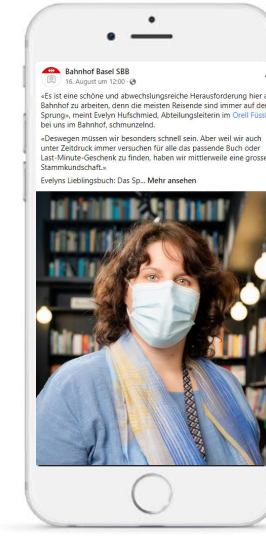 Bahnhof Basel SBB
16. August um 12:00 ·
«Es ist eine schöne und abwechslungsreiche Herausforderung hier
Bahnhof zu arbeiten, denn die meisten Reisende sind immer auf
Sprung», meint Evelyn Hufschmied, Abteilungsleiterin im Orell
bei uns im Bahnhof, schmunzelnd.
«Deswegen müssen wir besonders schnell sein. Aber weil wir auch
unter Zeitdruck immer versuchen für alle das passende Buch oder
Last-Minute-Geschenk zu finden, haben wir mittlerweile eine
Stammkundschaft.»
Evelyns Lieblingsbuch: Das Sp... Mehr ansehen